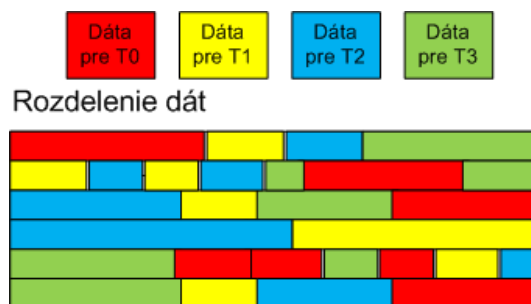 Dáta
pre T0
Dáta
pre T1
Dáta
pre T2
Dáta
pre T3
Rozdelenie dát